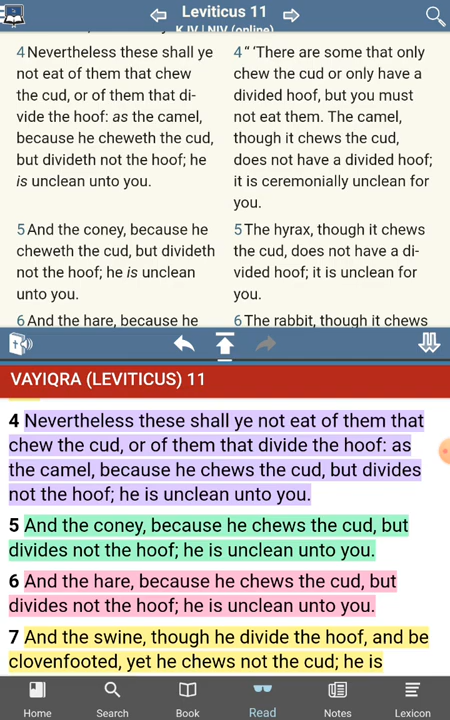 Leviticus 11
KJV | NIV (online)
4 Nevertheless these shall ye
not eat of them that chew
the cud, or of them that di-
vide the hoof: as the camel,
because he cheweth the cud,
but divideth not the hoof; he
is unclean unto you.
5 And the coney, because he
cheweth the cud, but divideth
not the hoof; he is unclean
unto you.
6 And the hare, because he
4 “ ‘There are some that only
chew the cud or only have a
divided hoof, but you must
not eat them. The camel,
though it chews the cud,
does not have a divided hoof;
it is ceremonially unclean for
you.
5 The hyrax, though it chews
the cud, does not have a di-
vided hoof; it is unclean for
you.
6 The rabbit, though it chews
VAYIQRA (LEVITICUS) 11
4 Nevertheless these shall ye not eat of them that
chew the cud, or of them that divide the hoof: as
the camel, because he chews the cud, but divides
not the hoof; he is unclean unto you.
5 And the coney, because he chews the cud, but
divides not the hoof; he is unclean unto you.
6 And the hare, because he chews the cud, but
divides not the hoof; he is unclean unto you.
7 And the swine, though he divide the hoof, and be
clovenfooted, yet he chews not the cud; he is
Home
Search
Book
Read
Notes
Lexicon